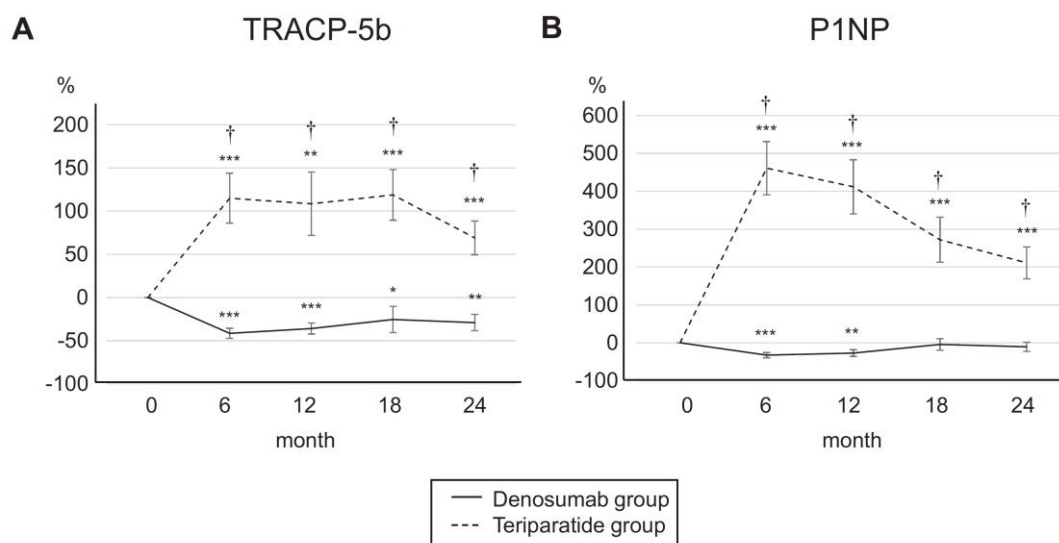 A TRACP-5b
%
200
150
100
50
0
-50
-100
† † † †
*** ** *** ***
*** *** * **
0 6 12 18 24
month
B P1NP
%
600
500
400
300
200
100
0
-100
† † † †
*** *** *** ***
*** **
0 6 12 18 24
month
Denosumab group
Teriparatide group